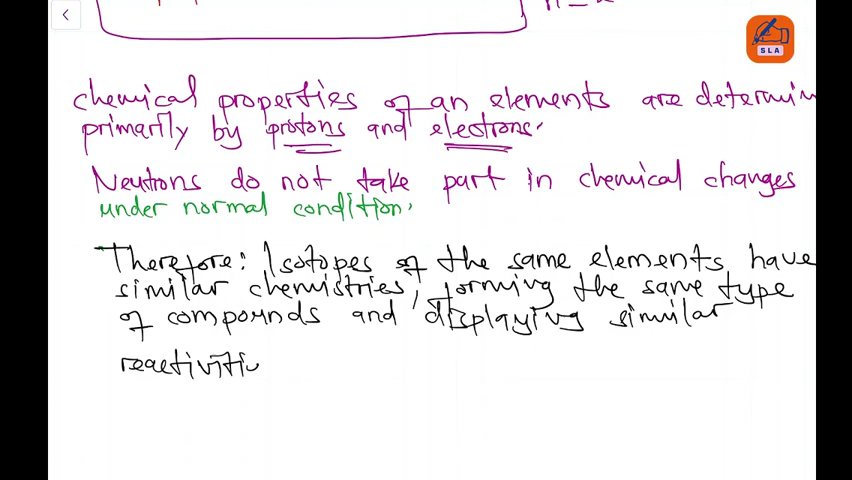 SLA
chemical properties of an elements are determin
primarily by protons and electrons.
Neutrons do not take part in chemical changes
under normal condition.
Therefore: Isotopes of the same elements have
similar chemistries, forming the same type
of compounds and displaying similar
reactivitie